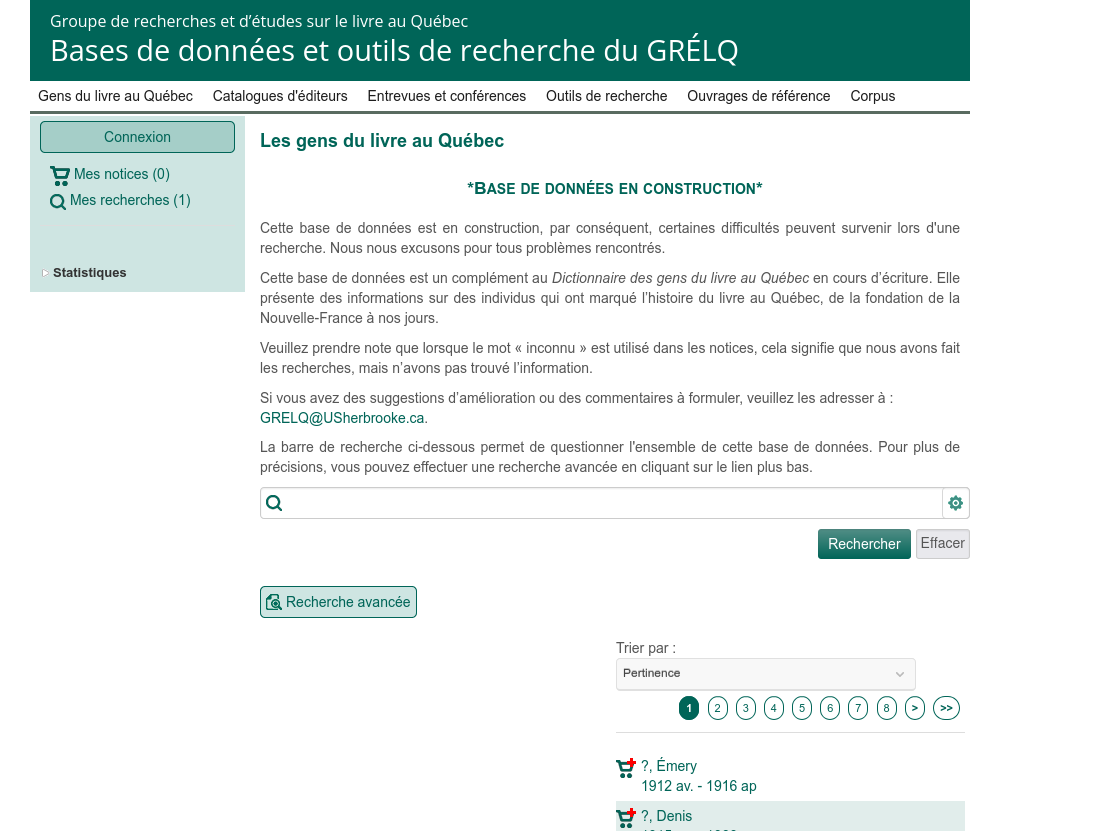 Groupe de recherches et d’études sur le livre au Québec
Bases de données et outils de recherche du GRÉLQ
Gens du livre au Québec Catalogues d'éditeurs Entrevues et conférences Outils de recherche Ouvrages de référence Corpus
Connexion
Mes notices (0)
Mes recherches (1)
Statistiques
Les gens du livre au Québec
*BASE DE DONNÉES EN CONSTRUCTION*
Cette base de données est en construction, par conséquent, certaines difficultés peuvent survenir lors d'une
recherche. Nous nous excusons pour tous problèmes rencontrés.
Cette base de données est un complément au Dictionnaire des gens du livre au Québec en cours d’écriture. Elle
présente des informations sur des individus qui ont marqué l’histoire du livre au Québec, de la fondation de la
Nouvelle-France à nos jours.
Veuillez prendre note que lorsque le mot « inconnu » est utilisé dans les notices, cela signifie que nous avons fait
les recherches, mais n’avons pas trouvé l’information.
Si vous avez des suggestions d’amélioration ou des commentaires à formuler, veuillez les adresser à :
GRELQ@USherbrooke.ca.
La barre de recherche ci-dessous permet de questionner l'ensemble de cette base de données. Pour plus de
précisions, vous pouvez effectuer une recherche avancée en cliquant sur le lien plus bas.
Rechercher Effacer
Recherche avancée
Trier par :
Pertinence
1 2 3 4 5 6 7 8 > >>
?, Émery
1912 av. - 1916 ap
?, Denis